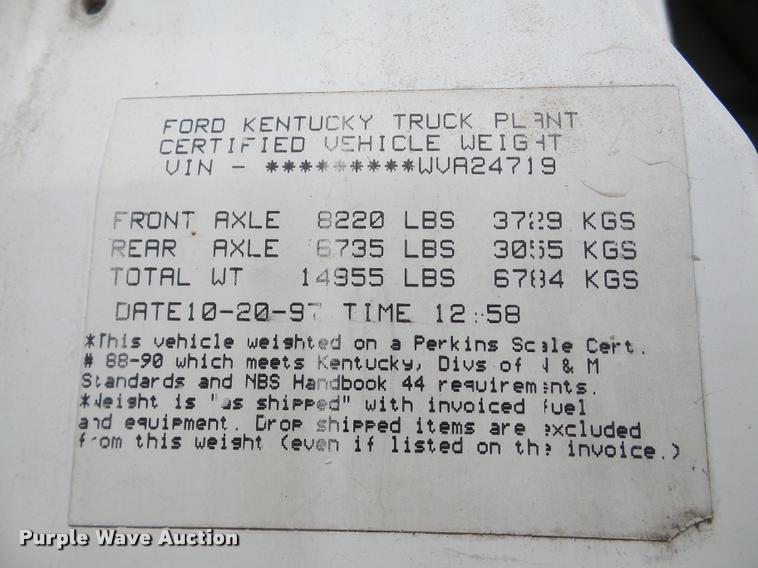 FORD KENTUCKY TRUCK PLANT
CERTIFIED VEHICLE WEIGHT
VIN - *********WVA24719
FRONT AXLE 8220 LBS 3729 KGS
REAR AXLE 6735 LBS 3055 KGS
TOTAL WT 14955 LBS 6784 KGS
DATE10-20-97 TIME 12:58
*This vehicle weighted on a Perkins Scale Cert.
# 88-90 which meets Kentucky, Divs of W & M
Standards and NBS Handbook 44 requirements.
*Weight is "as shipped" with invoiced fuel
and equipment. Drop shipped items are excluded
from this weight (even if listed on the invoice.)
Purple Wave Auction
Purple Wave Auction